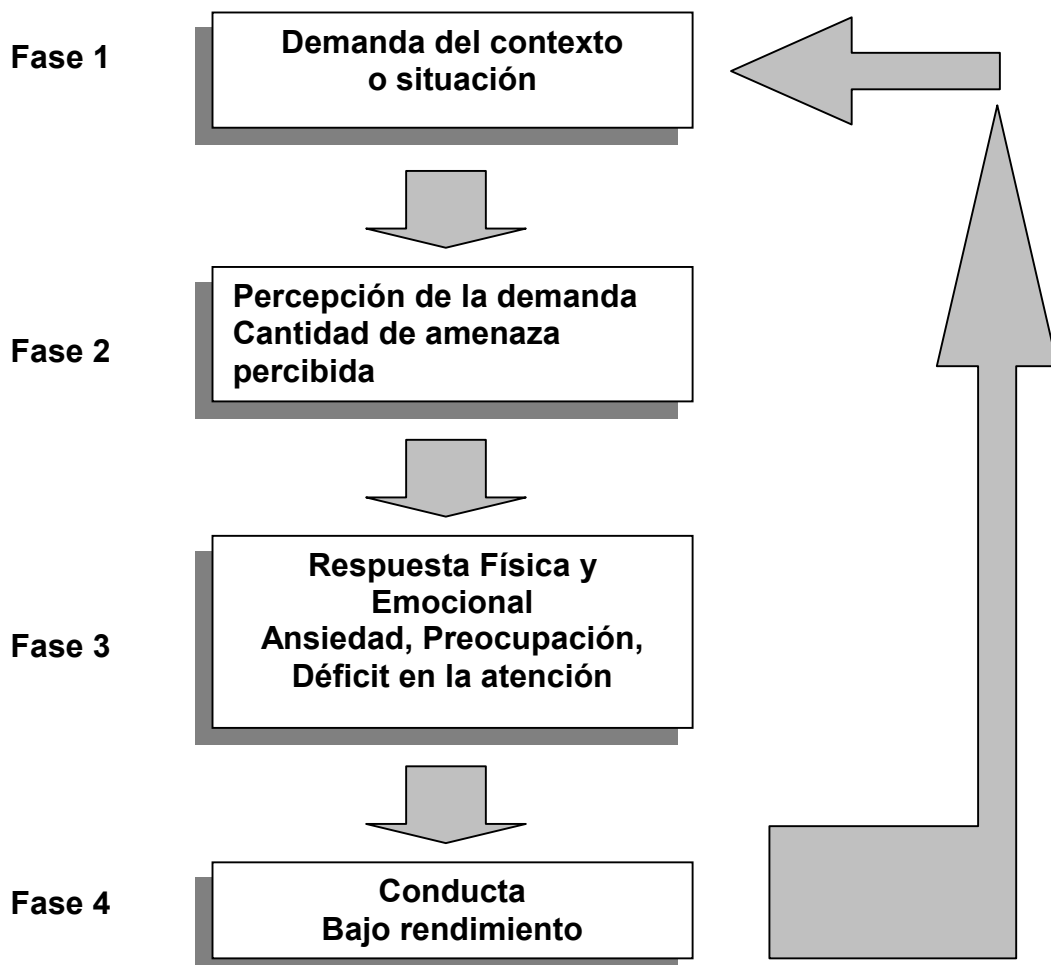 Fase 1
Demanda del contexto
o situación
Fase 2
Percepción de la demanda
Cantidad de amenaza
percibida
Fase 3
Respuesta Física y
Emocional
Ansiedad, Preocupación,
Déficit en la atención
Fase 4
Conducta
Bajo rendimiento